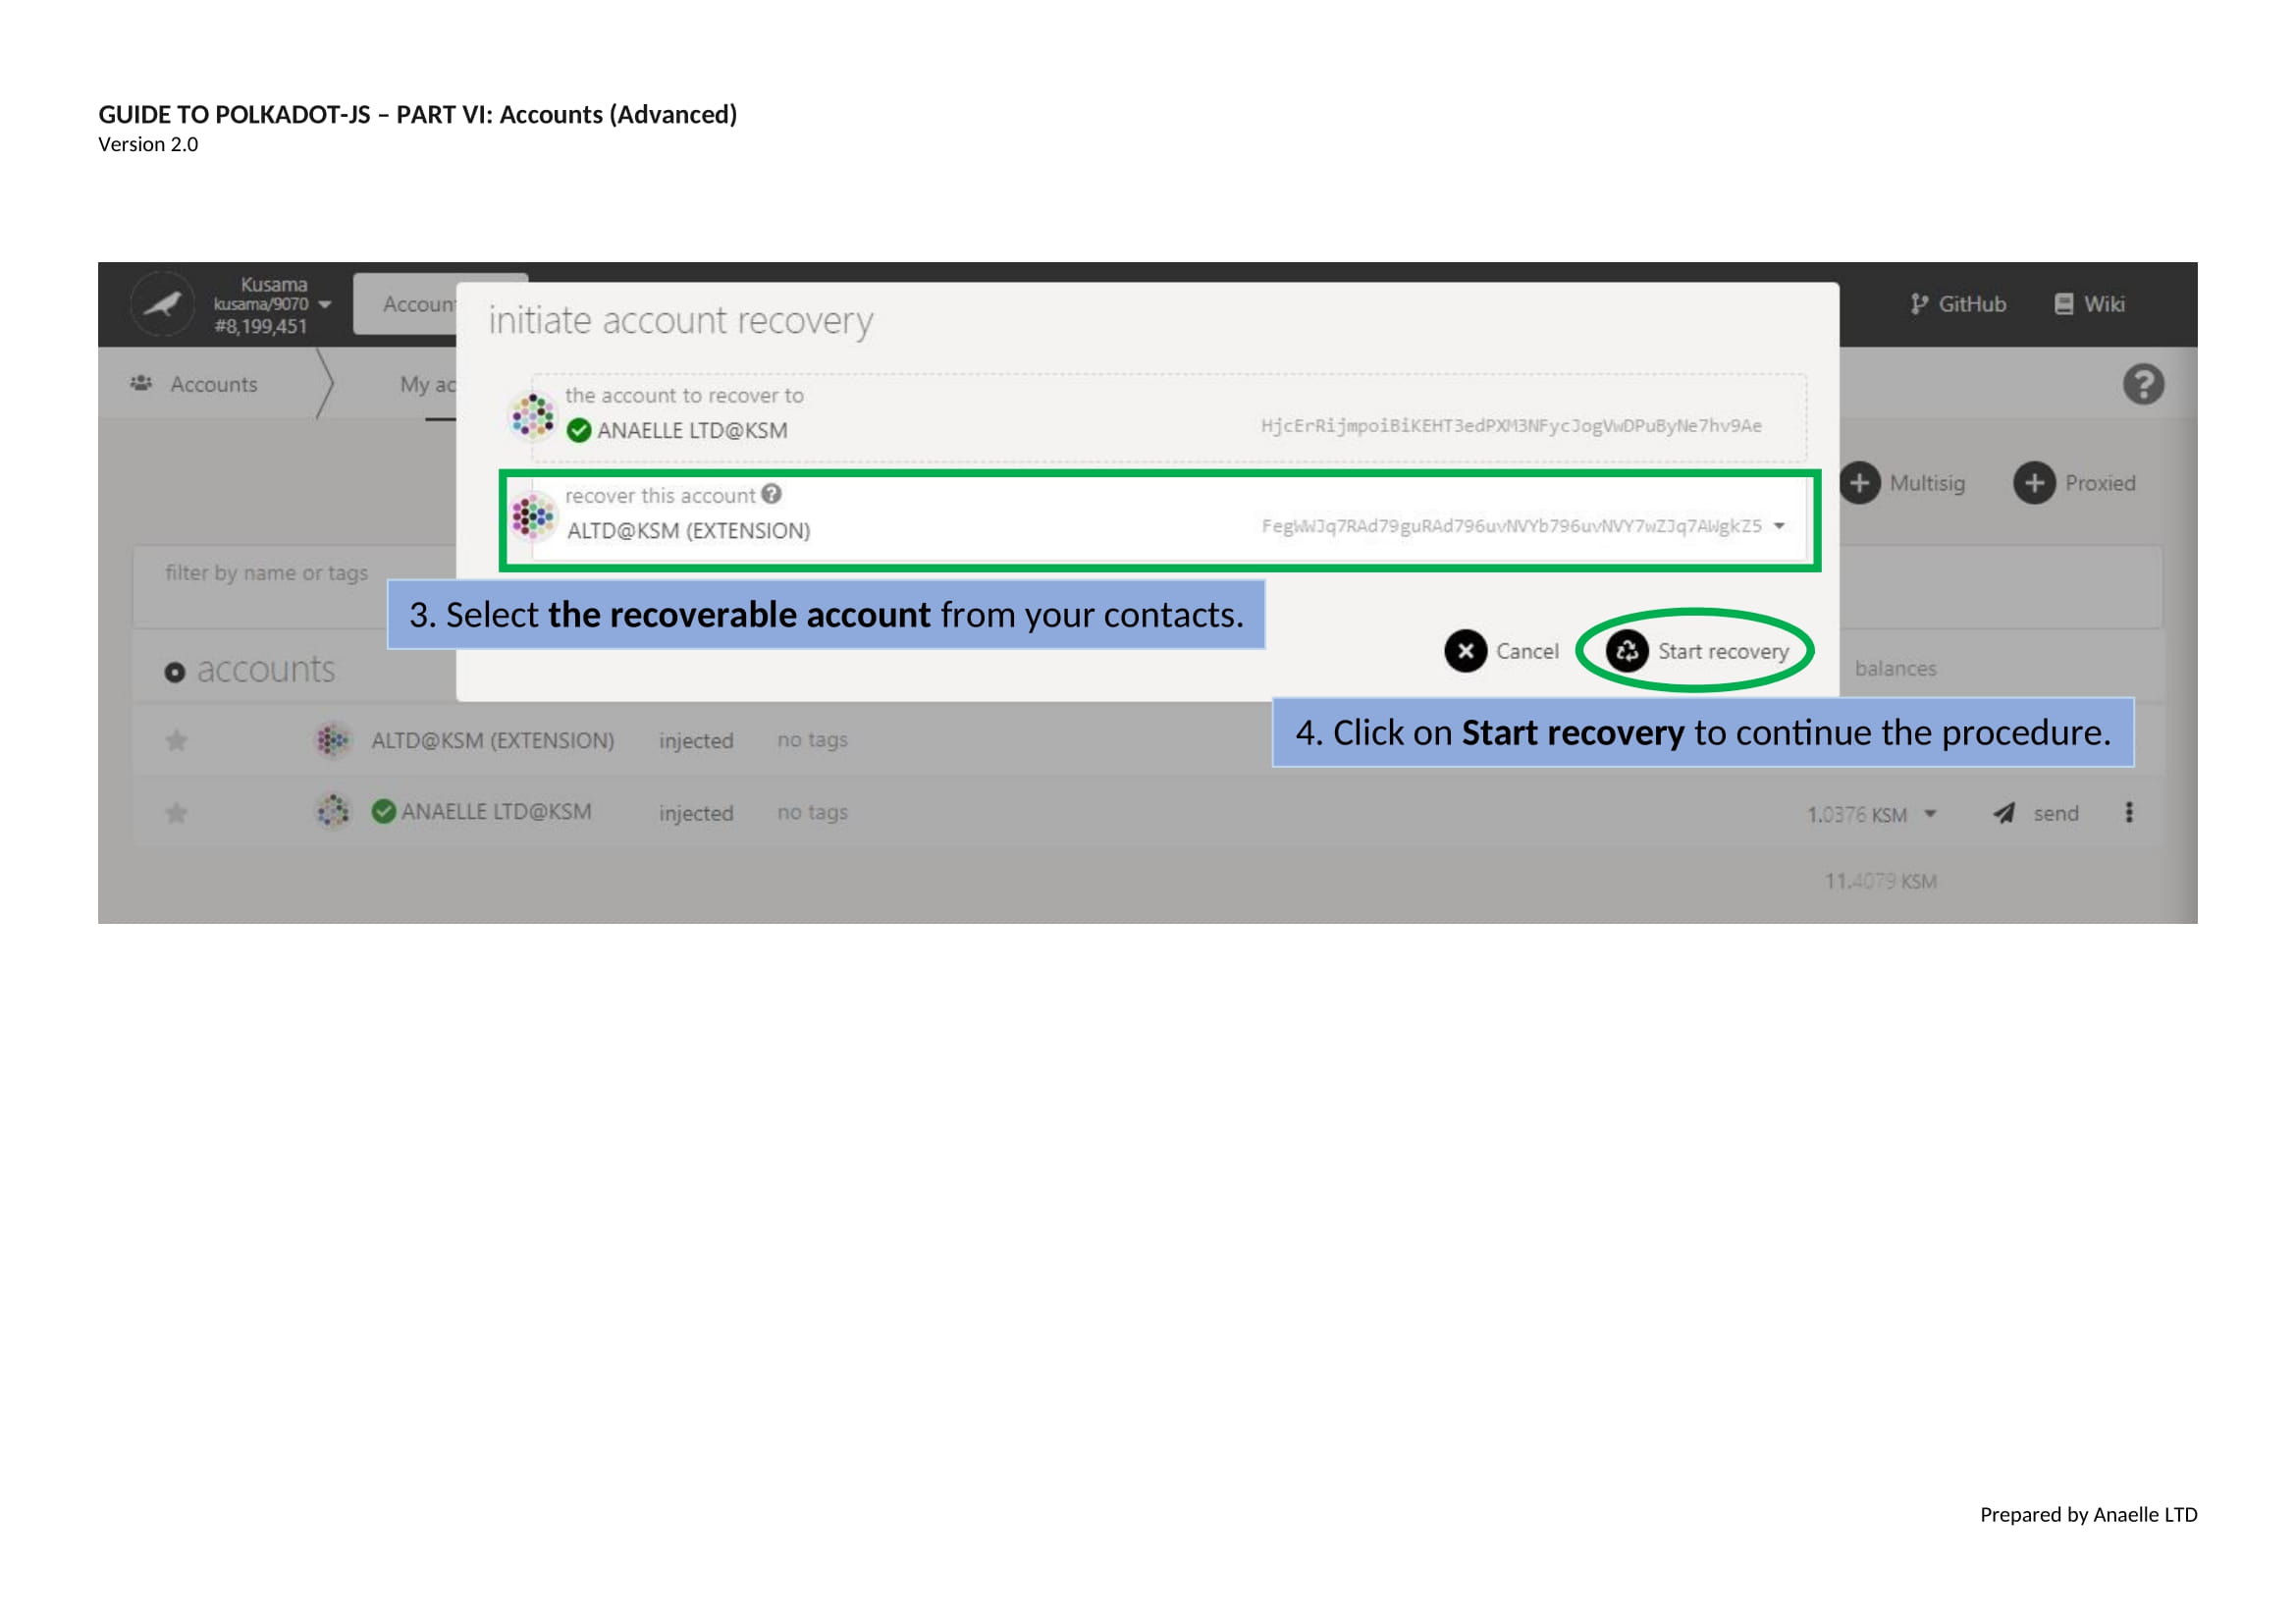 GUIDE TO POLKADOT-JS – PART VI: Accounts (Advanced)
Version 2.0
Kusama
kusama/9070
#8,199,451
Accoun
GitHub
Wiki
initiate account recovery
Accounts
My ac
the account to recover to
ANAELLE LTD@KSM
HjcErRijmpoiBiKEHT3edPXM3NFycJogVwDPuByNe7hv9Ae
recover this account
ALTD@KSM (EXTENSION)
FegWWJq7RAd79guRAd796uvNVYb796uvNVY7wZJq7AWgkZ5
Multisig
Proxied
filter by name or tags
3. Select the recoverable account from your contacts.
Cancel
Start recovery
accounts
balances
4. Click on Start recovery to continue the procedure.
ALTD@KSM (EXTENSION)
injected
no tags
ANAELLE LTD@KSM
injected
no tags
1.0376 KSM
send
11.4079 KSM
Prepared by Anaelle LTD